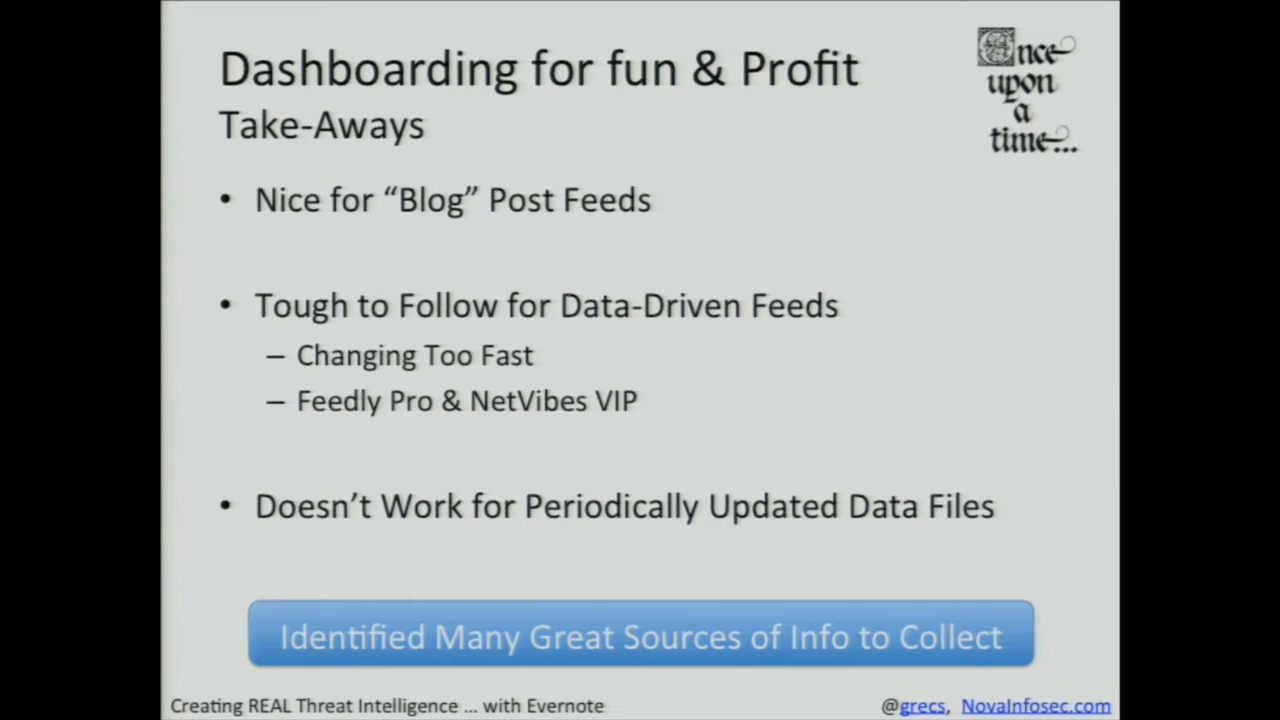 Dashboarding for fun & Profit
Take-Aways
Once
upon
a
time...
• Nice for “Blog” Post Feeds
• Tough to Follow for Data-Driven Feeds
– Changing Too Fast
– Feedly Pro & NetVibes VIP
• Doesn’t Work for Periodically Updated Data Files
Identified Many Great Sources of Info to Collect
Creating REAL Threat Intelligence ... with Evernote
@grecs, NovaInfosec.com